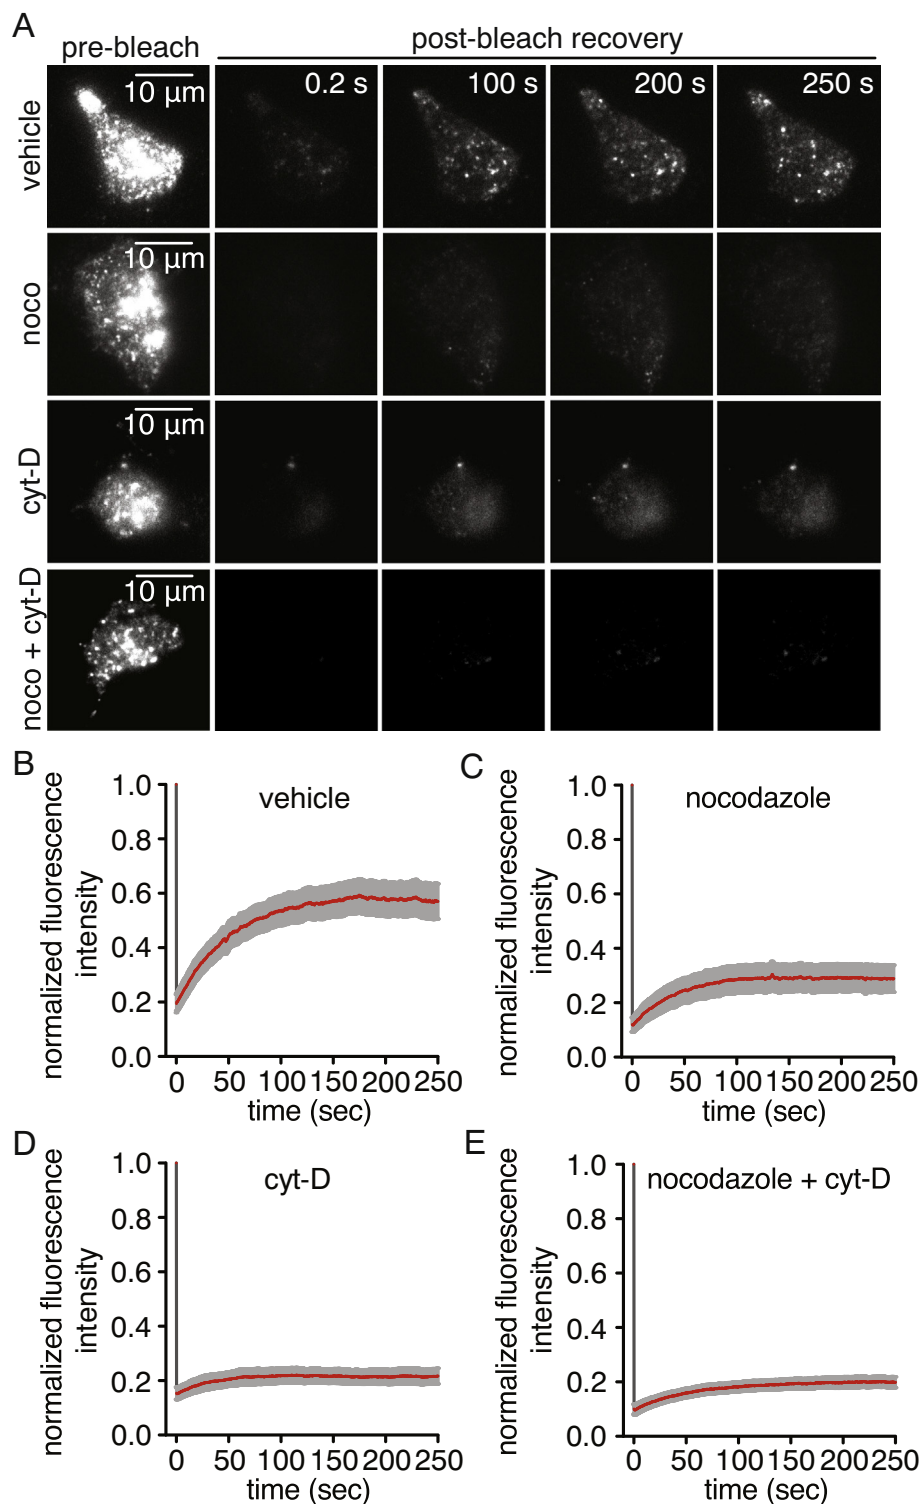 A
pre-bleach
post-bleach recovery
vehicle
10 µm
0.2 s
100 s
200 s
250 s
noco
10 µm
cyt-D
10 µm
noco + cyt-D
10 µm
B
normalized fluorescence
intensity
vehicle
1.0
0.8
0.6
0.4
0.2
0.0
0 50 100 150 200 250
time (sec)
C
normalized fluorescence
intensity
nocodazole
1.0
0.8
0.6
0.4
0.2
0.0
0 50 100 150 200 250
time (sec)
D
normalized fluorescence
intensity
cyt-D
1.0
0.8
0.6
0.4
0.2
0.0
0 50 100 150 200 250
time (sec)
E
normalized fluorescence
intensity
nocodazole + cyt-D
1.0
0.8
0.6
0.4
0.2
0.0
0 50 100 150 200 250
time (sec)